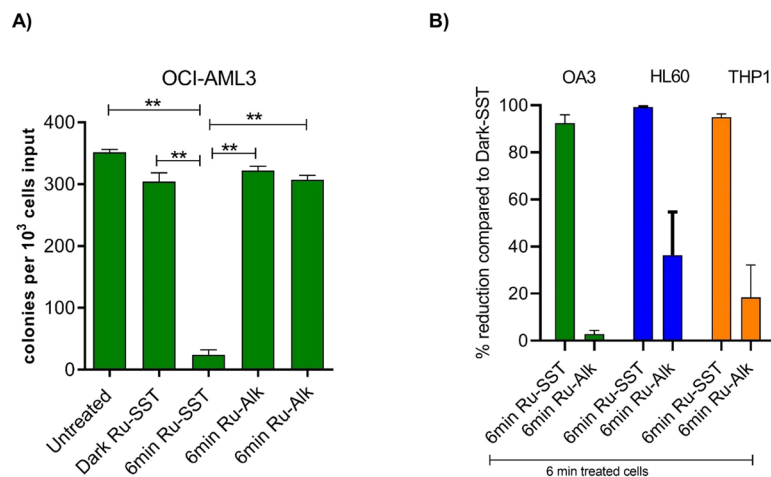 A)
OCI-AML3
**
**
**
**
colonies per 10³ cells input
400
300
200
100
0
Untreated
Dark Ru-SST
6min Ru-SST
6min Ru-Alk
6min Ru-Alk
B)
OA3
HL60
THP1
% reduction compared to Dark-SST
100
80
60
40
20
0
6min Ru-SST
6min Ru-Alk
6min Ru-SST
6min Ru-Alk
6min Ru-SST
6min Ru-Alk
6 min treated cells